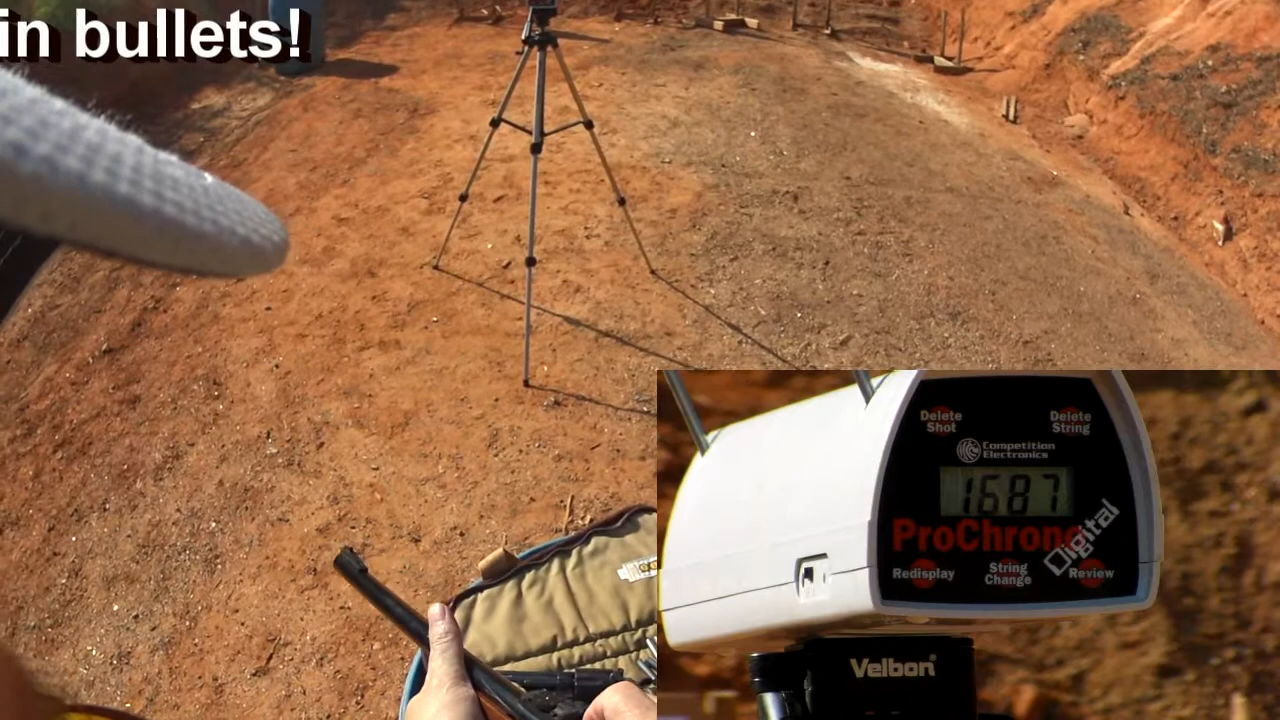 in bullets!
Delete
Shot
Delete
String
Competition
Electronics
1687
ProChrono
Digital
Redisplay
String
Change
Review
Velbon